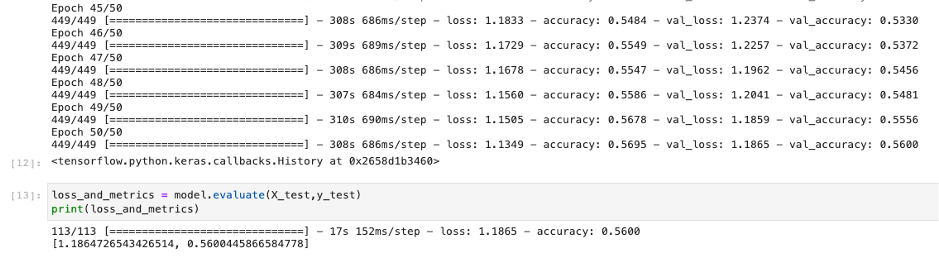 Epoch 45/50
449/449 [==============================] - 308s 686ms/step - loss: 1.1833 - accuracy: 0.5484 - val_loss: 1.2374 - val_accuracy: 0.5330
Epoch 46/50
449/449 [==============================] - 309s 689ms/step - loss: 1.1729 - accuracy: 0.5549 - val_loss: 1.2257 - val_accuracy: 0.5372
Epoch 47/50
449/449 [==============================] - 308s 686ms/step - loss: 1.1678 - accuracy: 0.5547 - val_loss: 1.1962 - val_accuracy: 0.5456
Epoch 48/50
449/449 [==============================] - 307s 684ms/step - loss: 1.1560 - accuracy: 0.5586 - val_loss: 1.2041 - val_accuracy: 0.5481
Epoch 49/50
449/449 [==============================] - 310s 690ms/step - loss: 1.1505 - accuracy: 0.5678 - val_loss: 1.1859 - val_accuracy: 0.5556
Epoch 50/50
449/449 [==============================] - 308s 686ms/step - loss: 1.1349 - accuracy: 0.5695 - val_loss: 1.1865 - val_accuracy: 0.5600
[12]: <tensorflow.python.keras.callbacks.History at 0x2658d1b3460>
[13]: loss_and_metrics = model.evaluate(X_test,y_test)
print(loss_and_metrics)
113/113 [==============================] - 17s 152ms/step - loss: 1.1865 - accuracy: 0.5600
[1.1864726543426514, 0.5600445866584778]